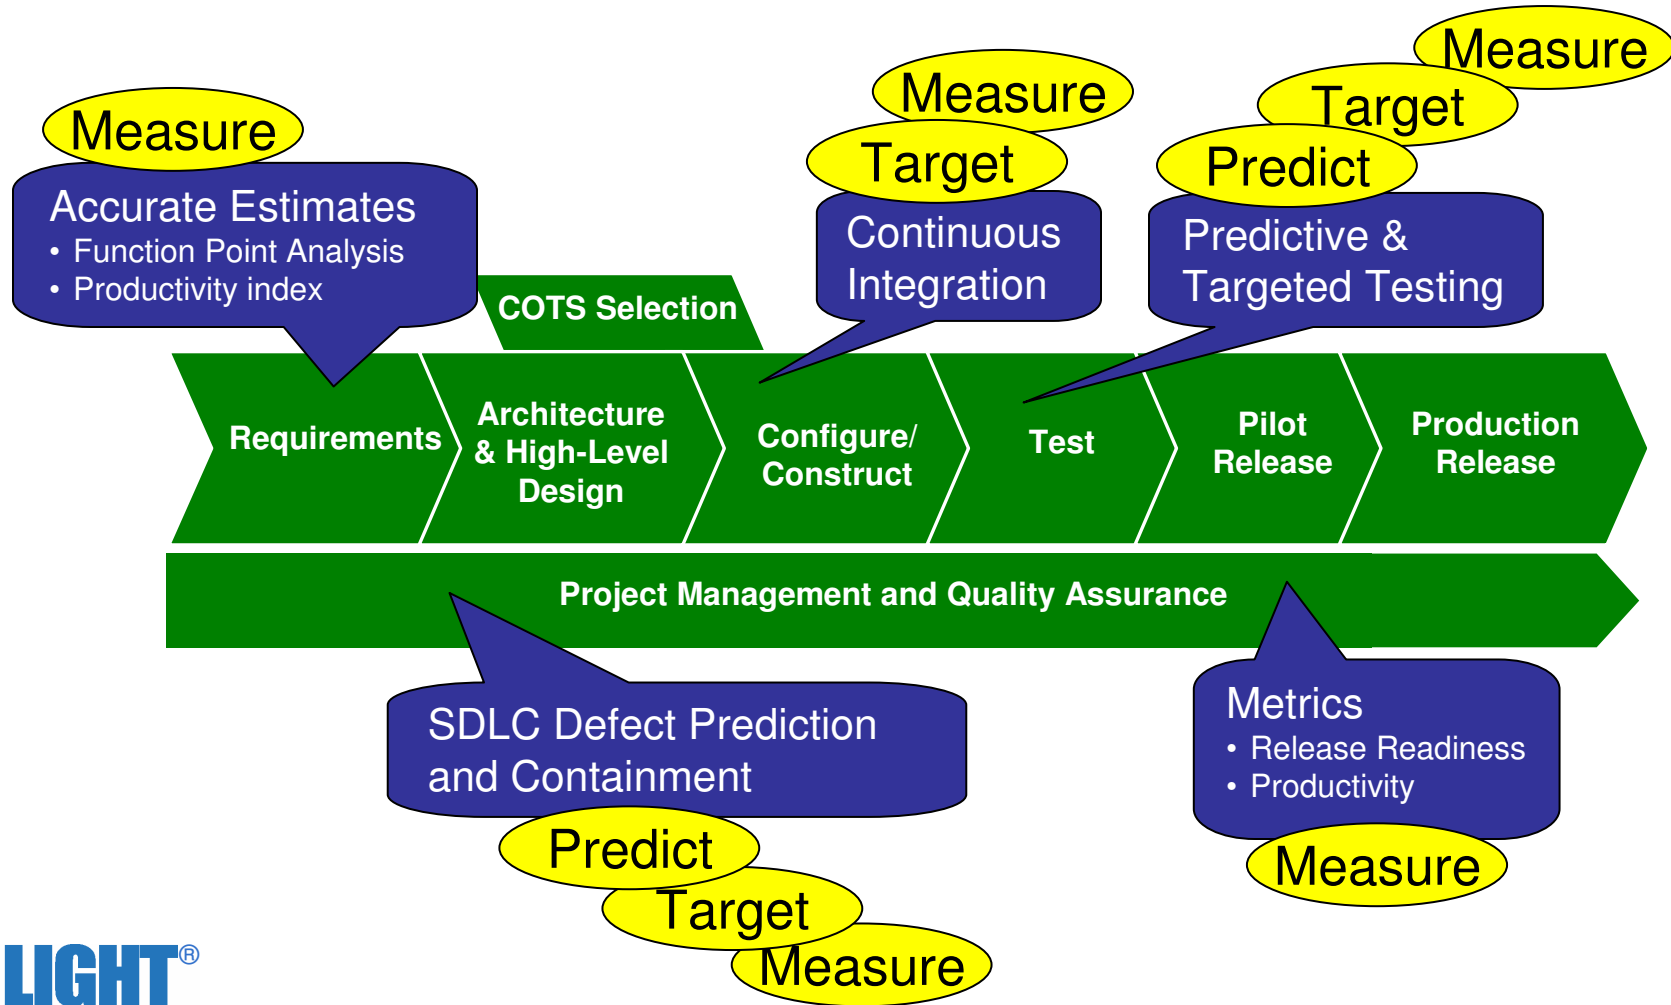 Measure
Accurate Estimates
• Function Point Analysis
• Productivity index
Measure
Target
Continuous
Integration
Measure
Target
Predict
Predictive &
Targeted Testing
COTS Selection
Requirements
Architecture
& High-Level
Design
Configure/
Construct
Test
Pilot
Release
Production
Release
Project Management and Quality Assurance
SDLC Defect Prediction
and Containment
Predict
Target
Measure
Metrics
• Release Readiness
• Productivity
Measure
LIGHT®